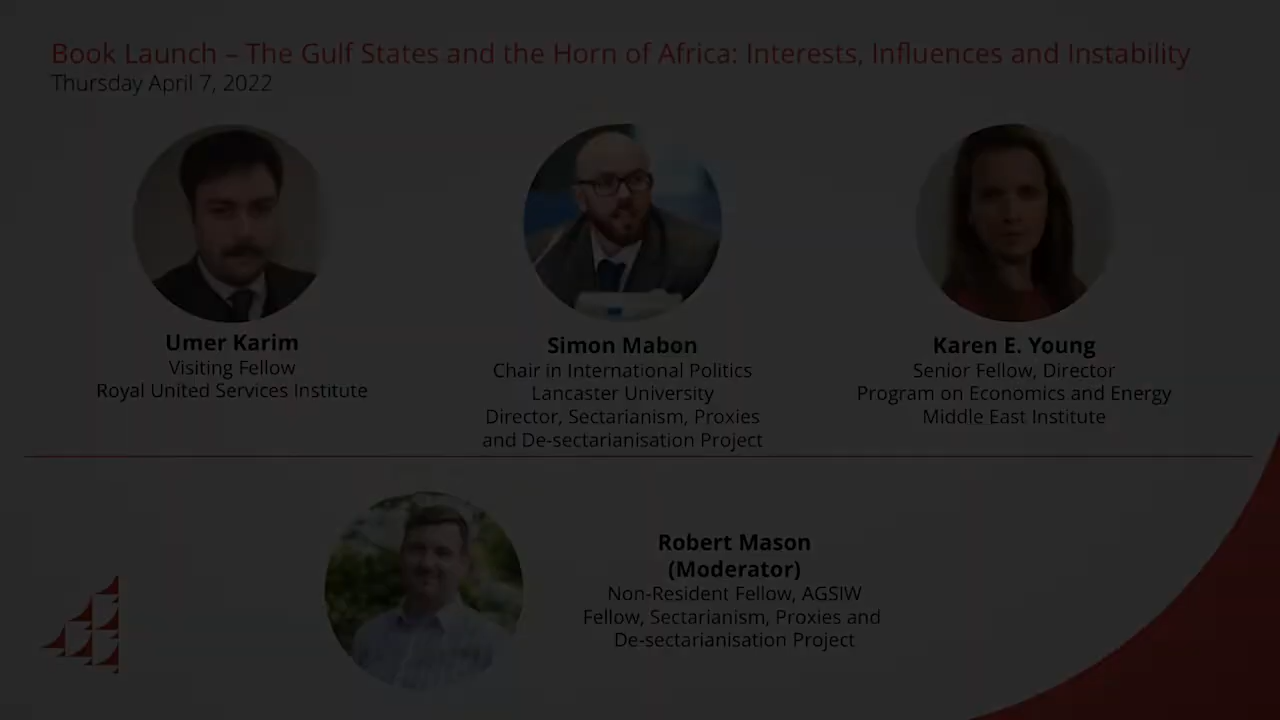 Book Launch – The Gulf States and the Horn of Africa: Interests, Influences and Instability
Thursday April 7, 2022
Umer Karim
Visiting Fellow
Royal United Services Institute
Simon Mabon
Chair in International Politics
Lancaster University
Director, Sectarianism, Proxies
and De-sectarianisation Project
Karen E. Young
Senior Fellow, Director
Program on Economics and Energy
Middle East Institute
Robert Mason
(Moderator)
Non-Resident Fellow, AGSIW
Fellow, Sectarianism, Proxies and
De-sectarianisation Project